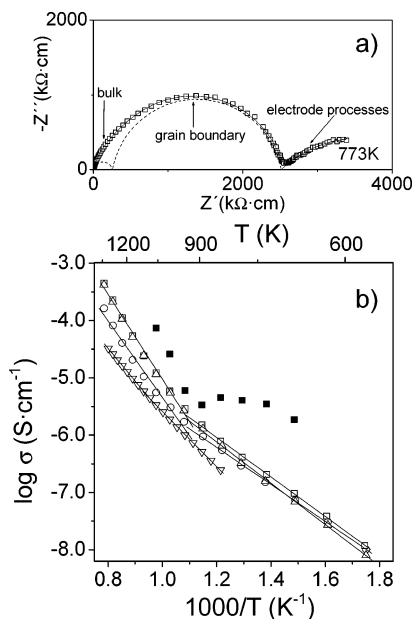 2000
a)
-Z´´(kΩ·cm)
bulk
1000
electrode processes
grain boundary
773K
0
0
2000
4000
Z´(kΩ·cm)
T (K)
1200
900
600
-3.0
b)
-4.0
log σ (S·cm⁻¹)
-5.0
-6.0
-7.0
-8.0
0.8 1.0 1.2 1.4 1.6 1.8
1000/T (K⁻¹)